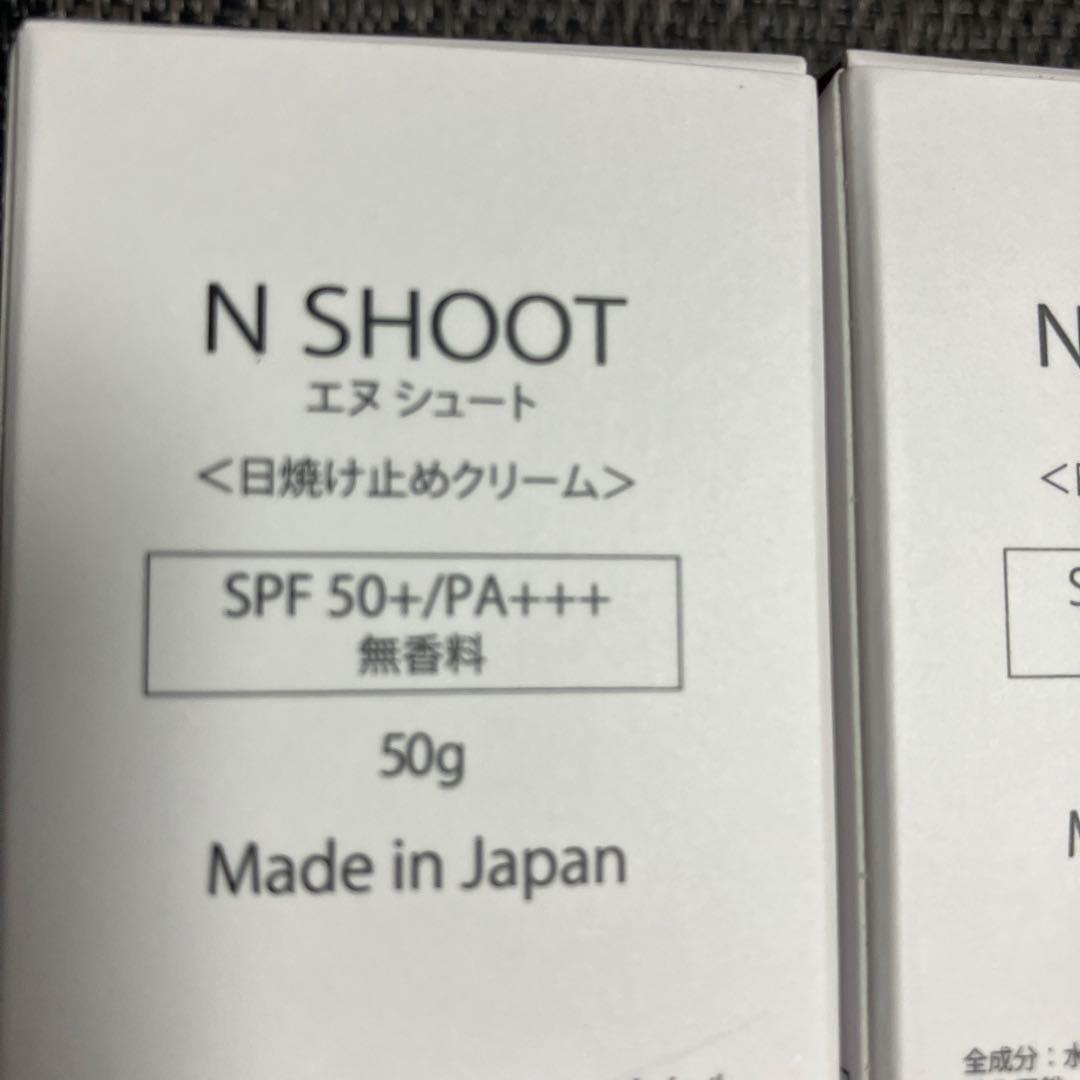 N SHOOT
エヌ シュート
＜日焼け止めクリーム＞
SPF 50+/PA+++
無香料
50g
Made in Japan
N
＜
S
M
全成分：水